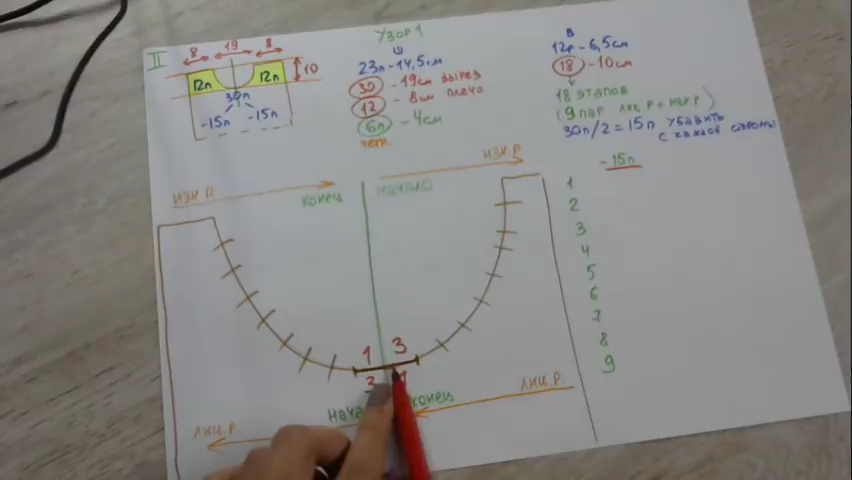 II
8 19 8
12п 12п
10
30п
-15п -15п
УЗОР 1
23п-14,5см
30 - 19см вырез
12 - 8см плечо
6п - 4см
В
12р-6,5см
18 - 10см
18 этапов
(9 пар лиц.р + изн.р)
30п/2=15п убавить
с каждой стороны
-15п
1
2
3
4
5
6
7
8
9
изн.р
изн.р
конец начало
1 3
3 1
конец
лиц.р
лиц.р